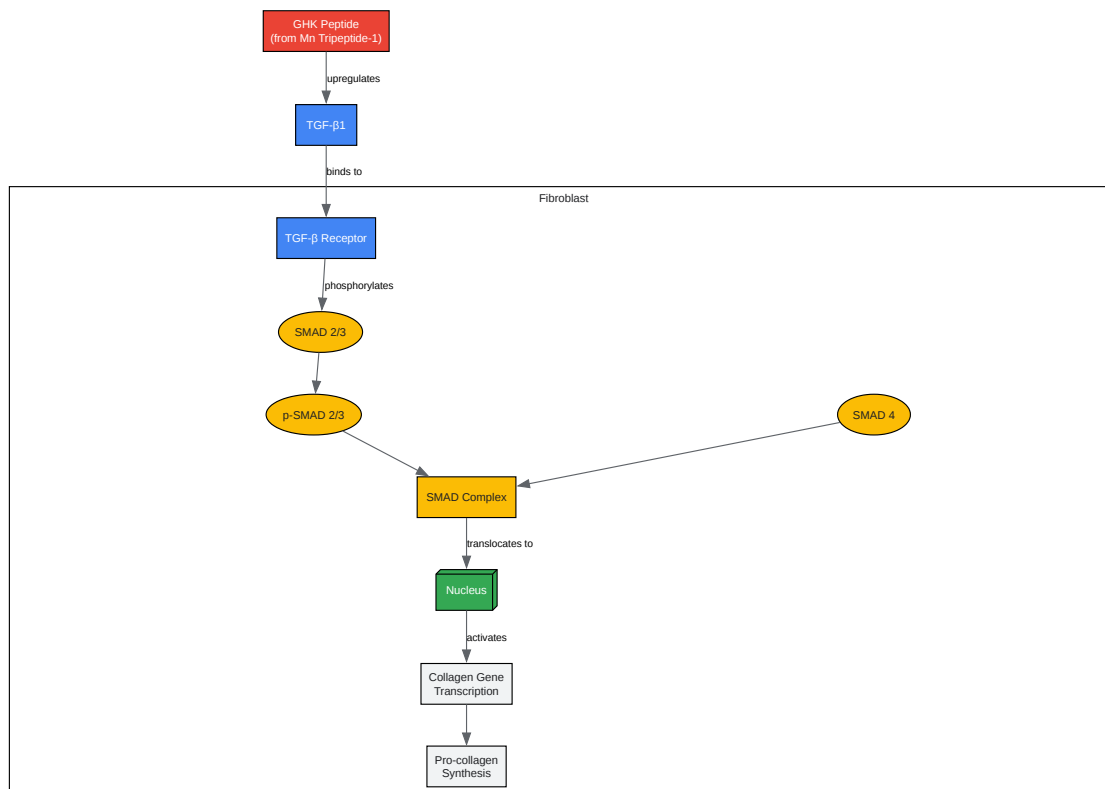 GHK Peptide
(from Mn Tripeptide-1)
upregulates
TGF-β1
binds to
Fibroblast
TGF-β Receptor
phosphorylates
SMAD 2/3
p-SMAD 2/3
SMAD 4
SMAD Complex
translocates to
Nucleus
activates
Collagen Gene
Transcription
Pro-collagen
Synthesis